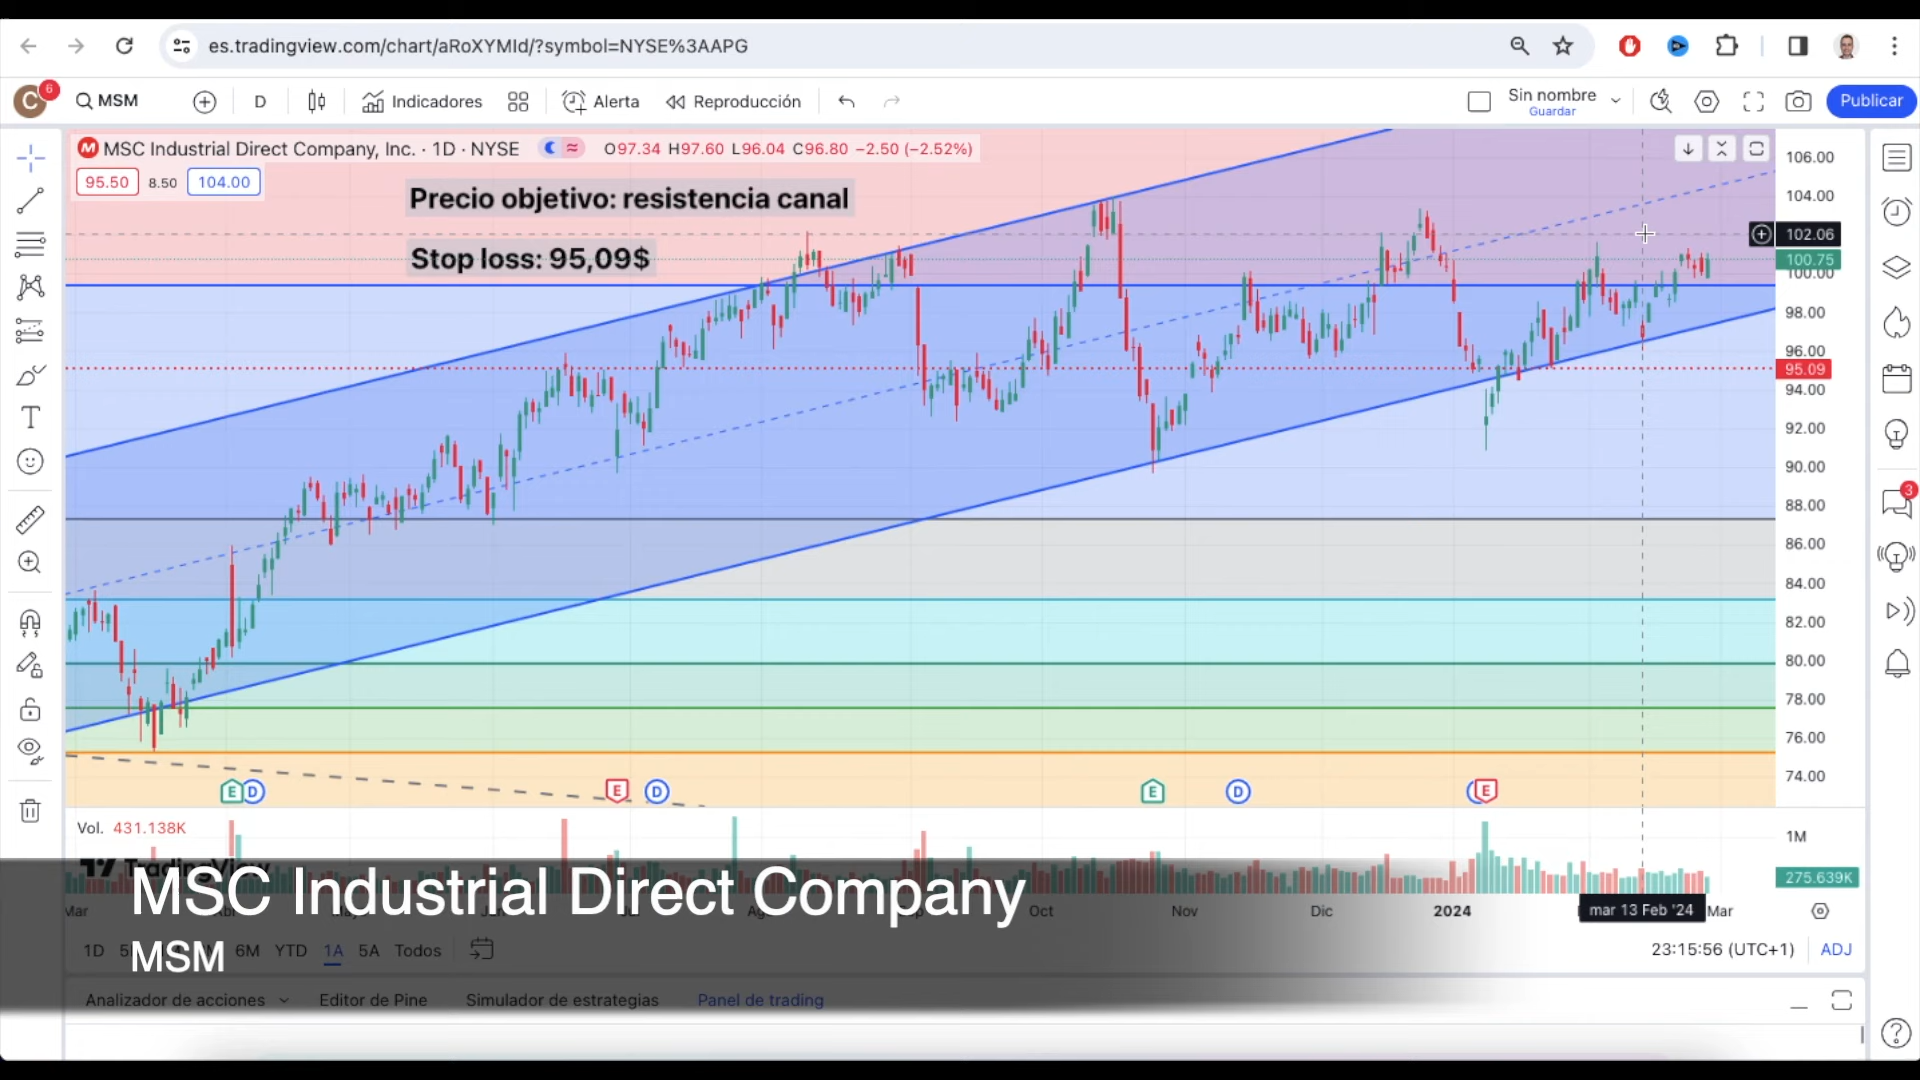 es.tradingview.com/chart/aRoXYMId/?symbol=NYSE%3AAPG
C
6
MSM
D
Indicadores
Alerta
Reproducción
Sin nombre
Guardar
Publicar
MSC Industrial Direct Company, Inc. · 1D · NYSE
O97.34 H97.60 L96.04 C96.80 −2.50 (−2.52%)
95.50
8.50
104.00
Precio objetivo: resistencia canal
Stop loss: 95,09$
106.00
104.00
102.06
100.75
100.00
98.00
96.00
95.09
94.00
92.00
90.00
88.00
86.00
84.00
82.00
80.00
78.00
76.00
74.00
3
E D E D E D E
Vol. 431.138K
1M
275.639K
TradingView
MSC Industrial Direct Company
MSM
Mar
Oct
Nov
Dic
2024
mar 13 Feb '24
Mar
1D
6M
YTD
1A
5A
Todos
23:15:56 (UTC+1)
ADJ
Analizador de acciones
Editor de Pine
Simulador de estrategias
Panel de trading